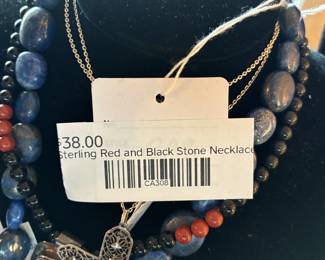 $38.00
Sterling Red and Black Stone Necklace
CA308